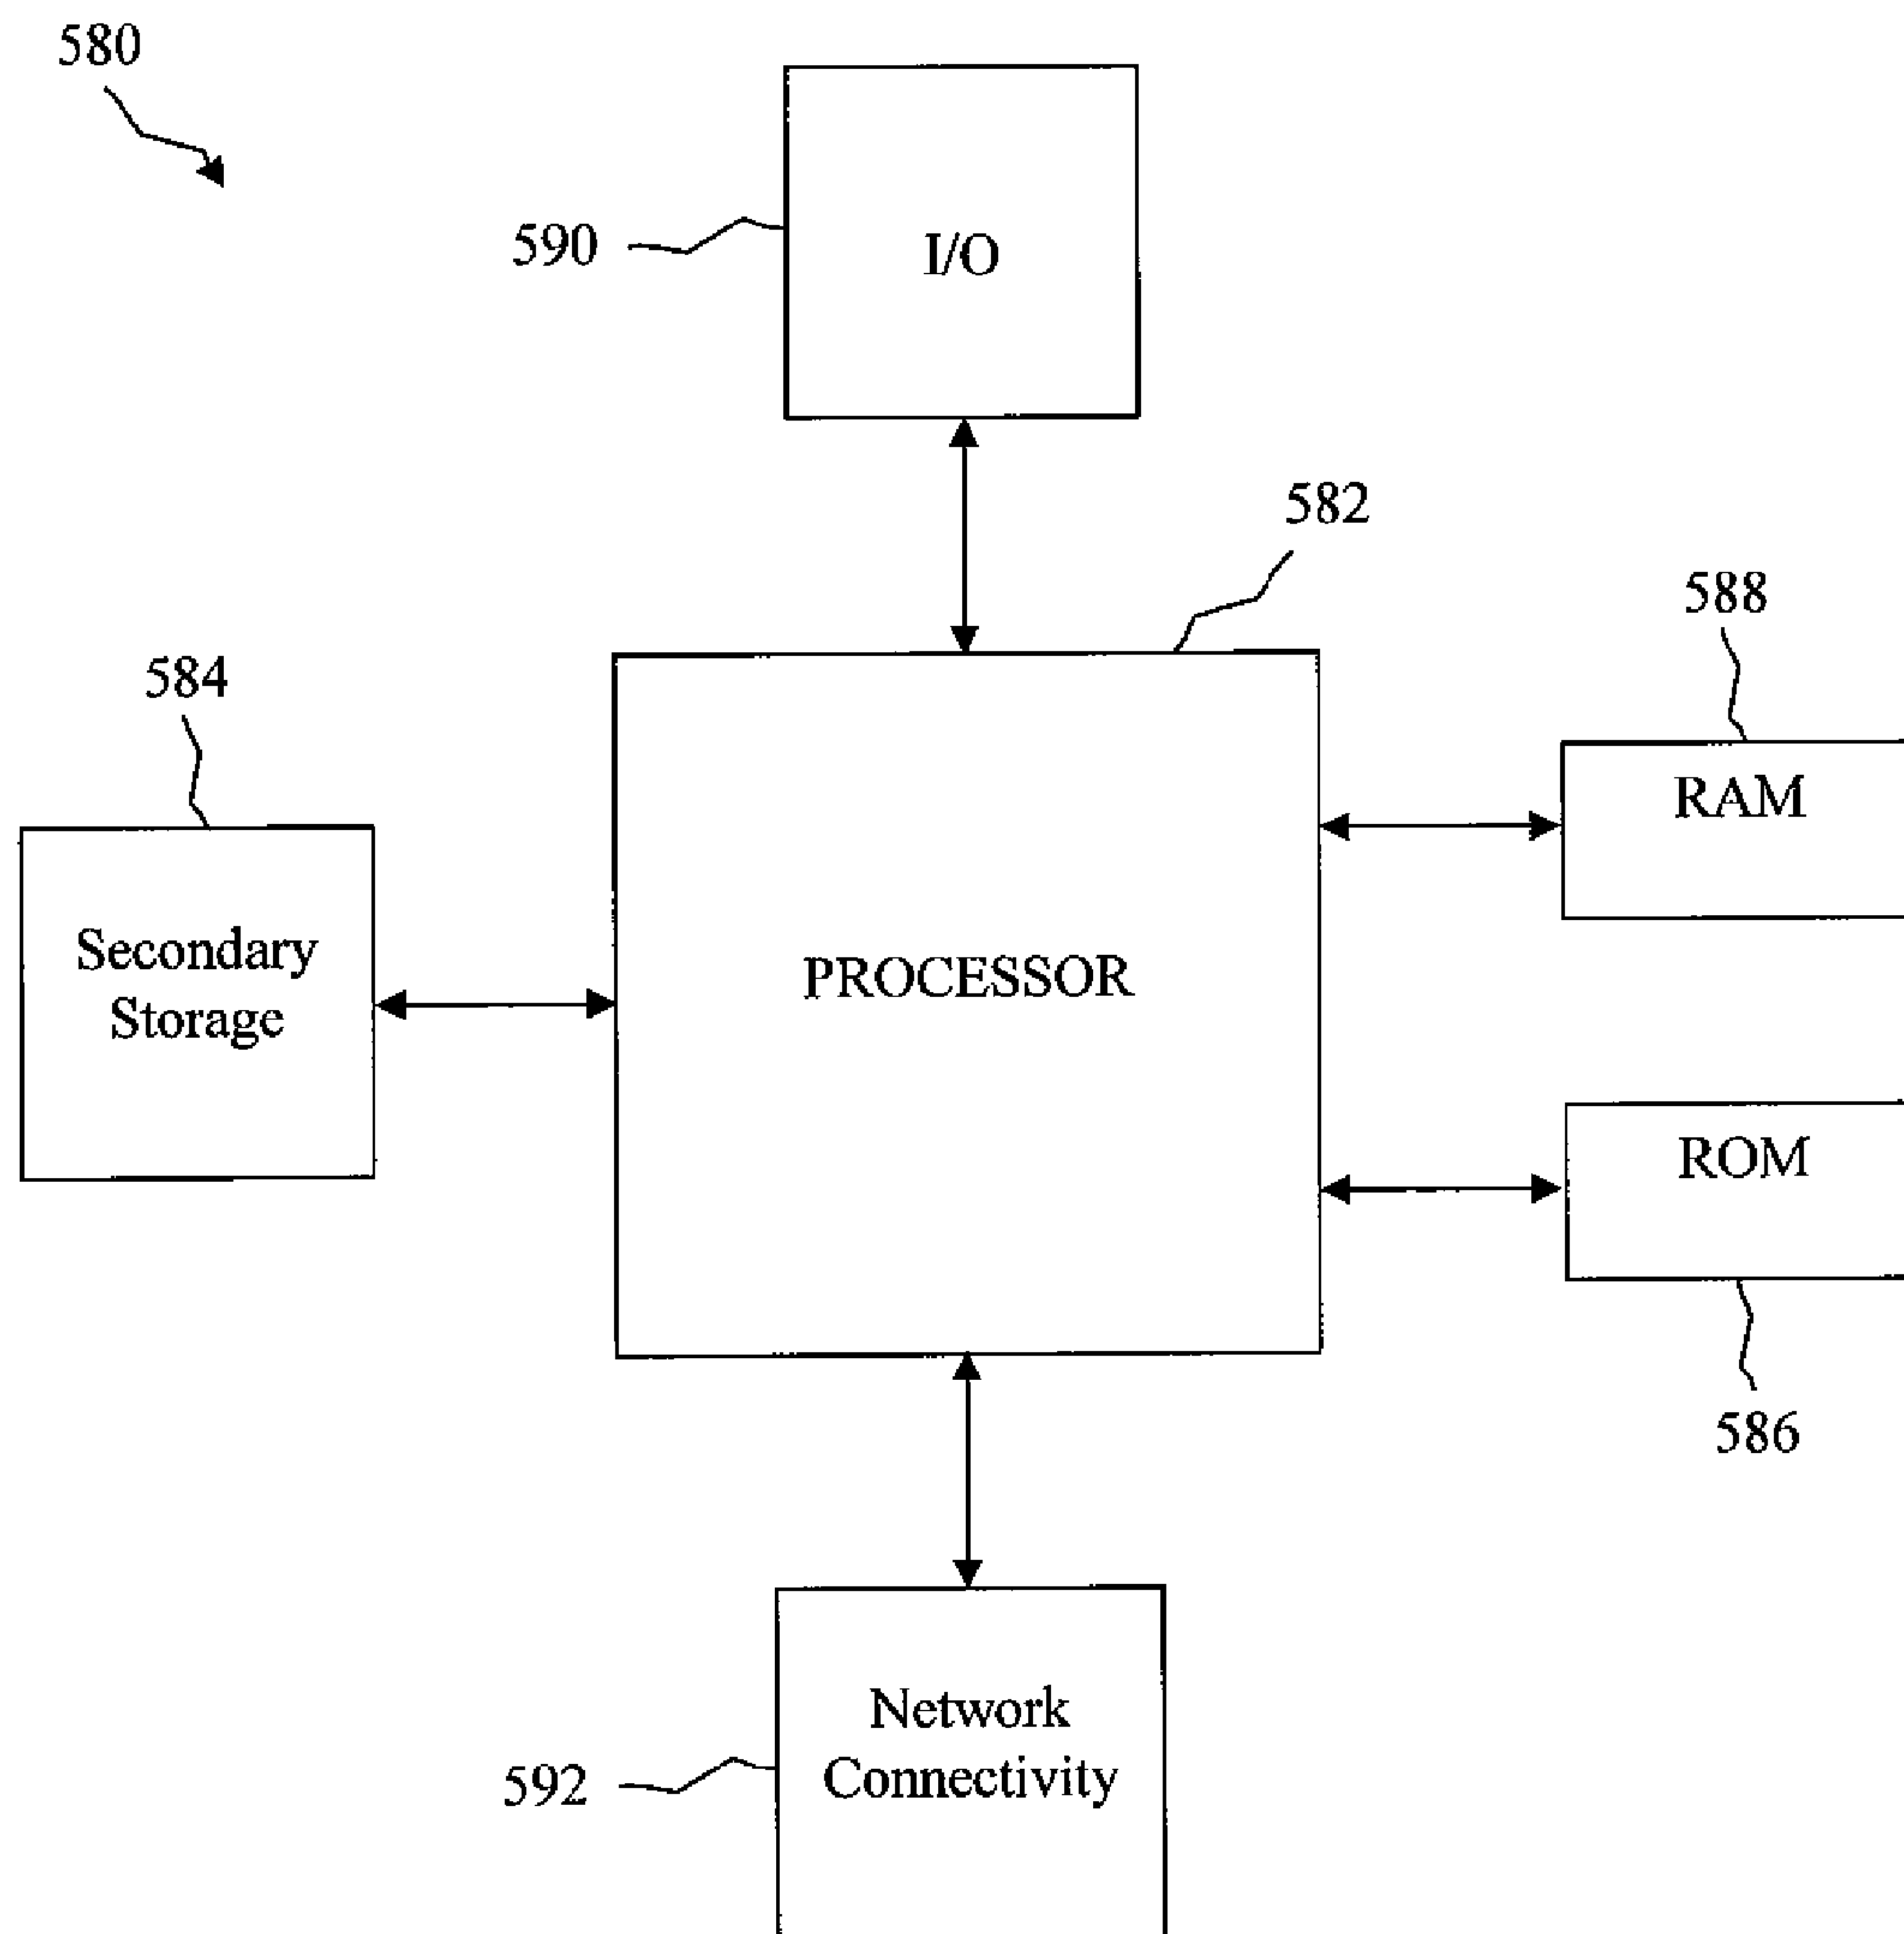 580
590
I/O
582
588
584
RAM
Secondary
Storage
PROCESSOR
ROM
586
Network
Connectivity
592